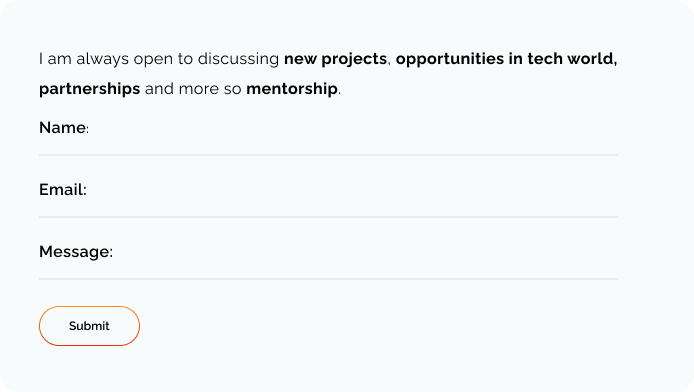 I am always open to discussing new projects, opportunities in tech world,
partnerships and more so mentorship.
Name:
Email:
Message:
Submit